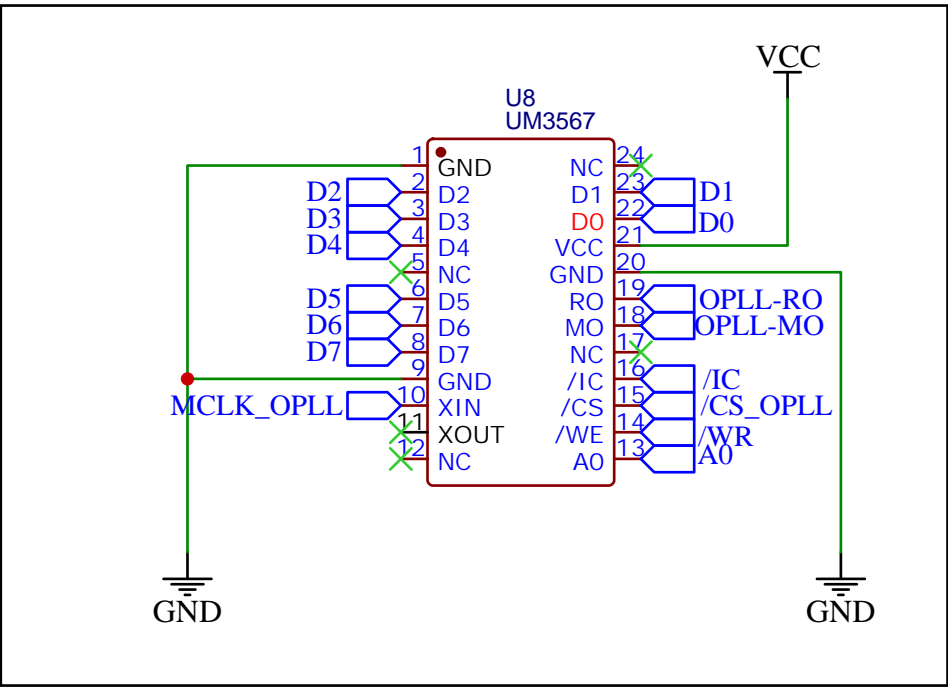 VCC
U8
UM3567
1 GND NC 24
D2 2 D2 D1 23 D1
D3 3 D3 D0 22 D0
D4 4 D4 VCC 21
5 NC GND 20
D5 6 D5 RO 19 OPLL-RO
D6 7 D6 MO 18 OPLL-MO
D7 8 D7 NC 17
9 GND /IC 16 /IC
MCLK_OPLL 10 XIN /CS 15 /CS_OPLL
11 XOUT /WE 14 /WR
12 NC A0 13 A0
GND GND